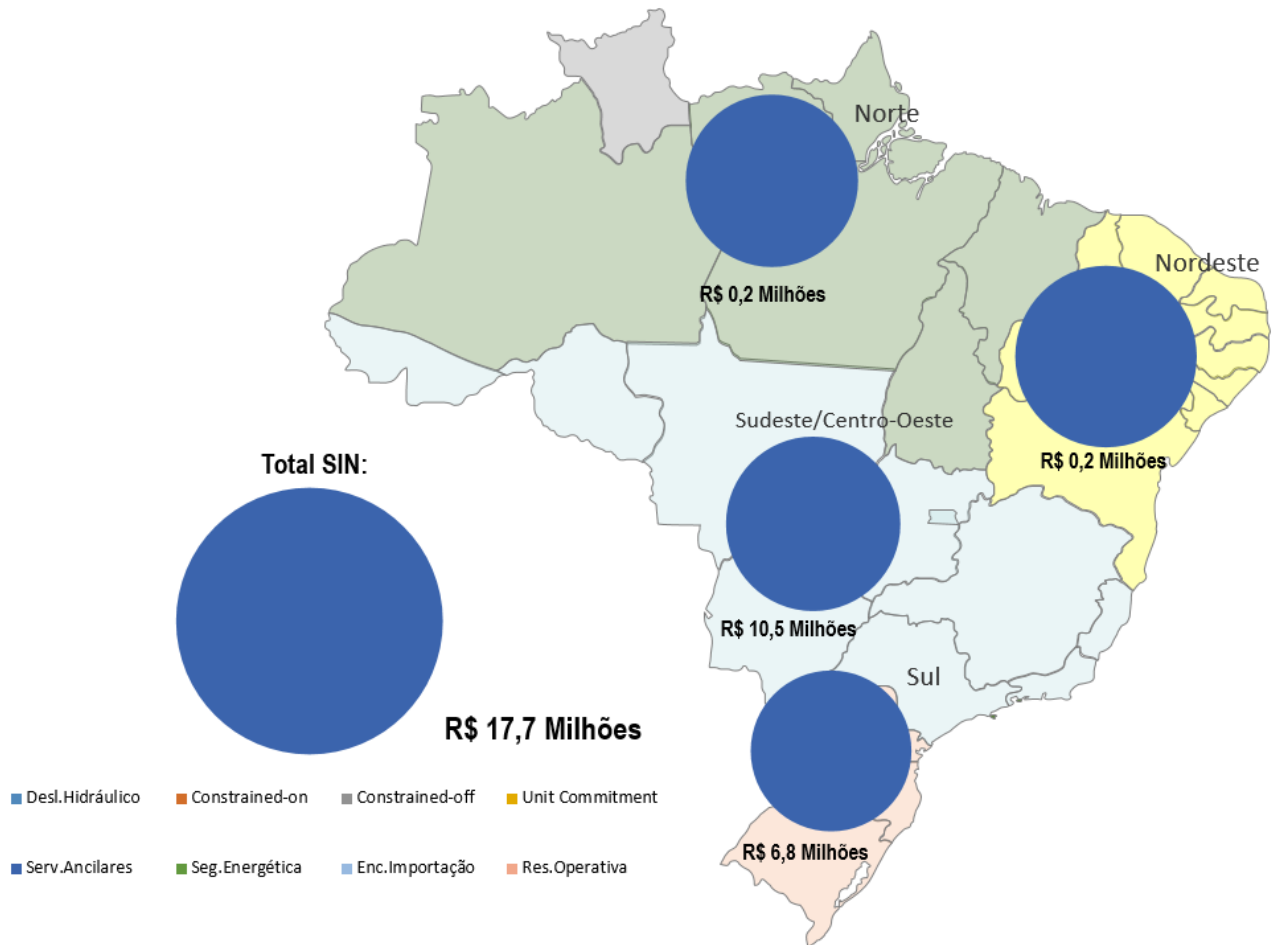 Norte
R$ 0,2 Milhões
Nordeste
R$ 0,2 Milhões
Sudeste/Centro-Oeste
R$ 10,5 Milhões
Total SIN:
R$ 17,7 Milhões
Sul
R$ 6,8 Milhões
Desl.Hidráulico Constrained-on Constrained-off Unit Commitment
Serv.Ancilares Seg.Energética Enc.Importação Res.Operativa